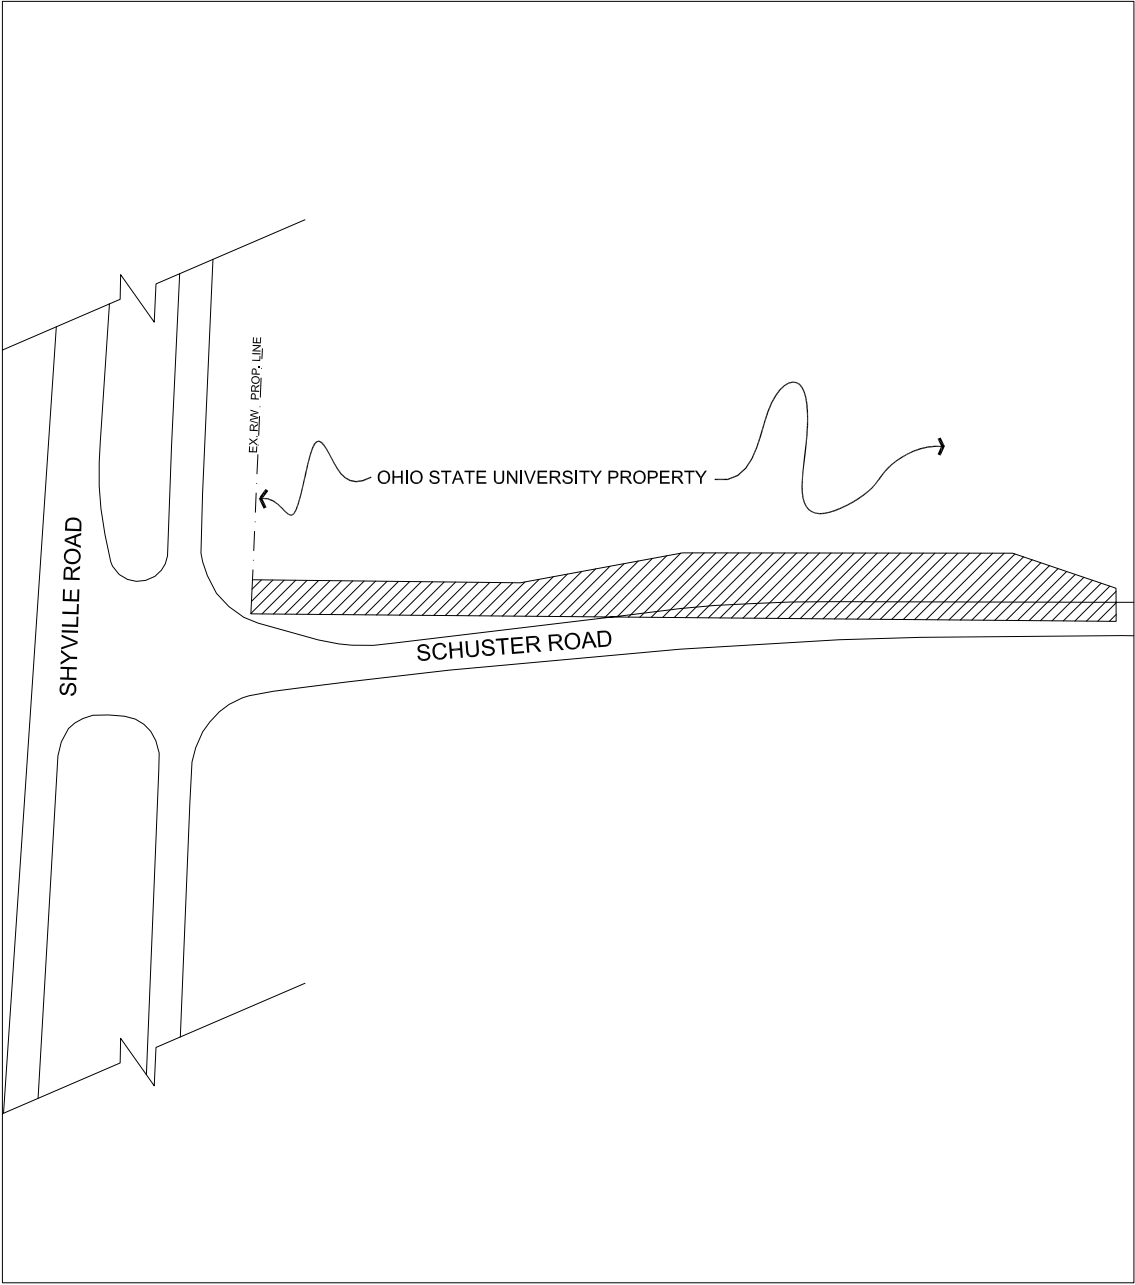 EX. R/W PROP. LINE
OHIO STATE UNIVERSITY PROPERTY
SHYVILLE ROAD
SCHUSTER ROAD